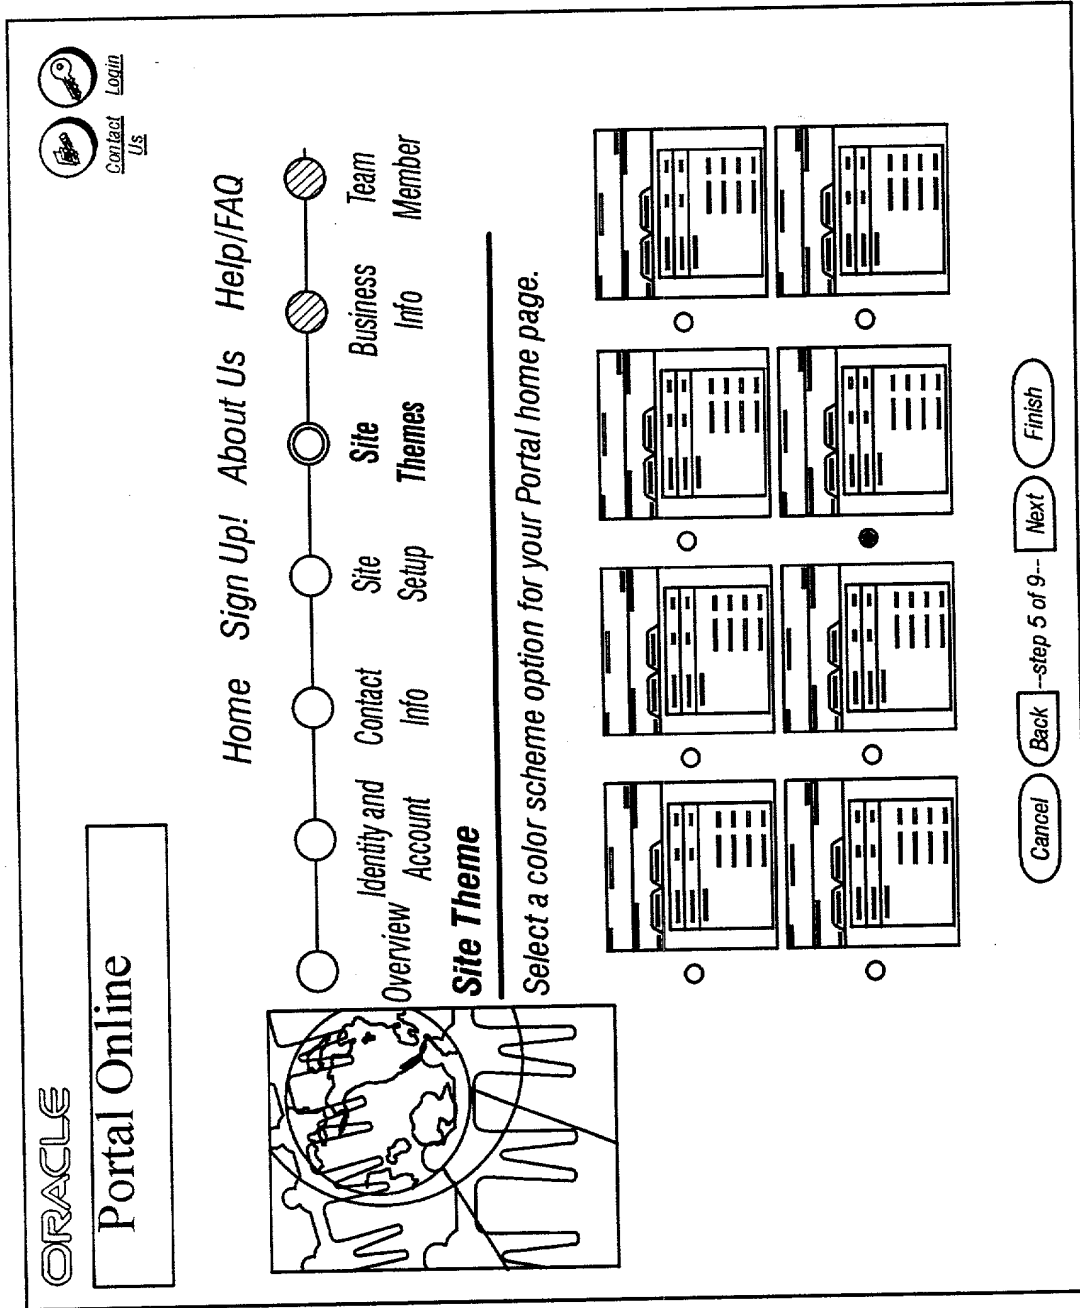 ORACLE
Portal Online
Contact Us
Login
Home Sign Up! About Us Help/FAQ
Overview
Identity and Account
Contact Info
Site Setup
Site Themes
Business Info
Team Member
Site Theme
Select a color scheme option for your Portal home page.
Cancel Back --step 5 of 9-- Next Finish